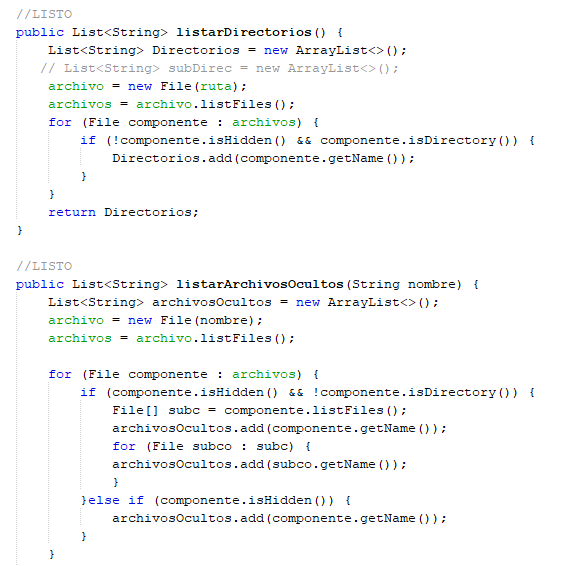 //LISTO
public List<String> listarDirectorios() {
    List<String> Directorios = new ArrayList<>();
   // List<String> subDirec = new ArrayList<>();
    archivo = new File(ruta);
    archivos = archivo.listFiles();
    for (File componente : archivos) {
        if (!componente.isHidden() && componente.isDirectory()) {
            Directorios.add(componente.getName());
        }
    }
    return Directorios;
}

//LISTO
public List<String> listarArchivosOcultos(String nombre) {
    List<String> archivosOcultos = new ArrayList<>();
    archivo = new File(nombre);
    archivos = archivo.listFiles();

    for (File componente : archivos) {
        if (componente.isHidden() && !componente.isDirectory()) {
            File[] subc = componente.listFiles();
            archivosOcultos.add(componente.getName());
            for (File subco : subc) {
            archivosOcultos.add(subco.getName());
            }
        }else if (componente.isHidden()) {
            archivosOcultos.add(componente.getName());
        }
    }